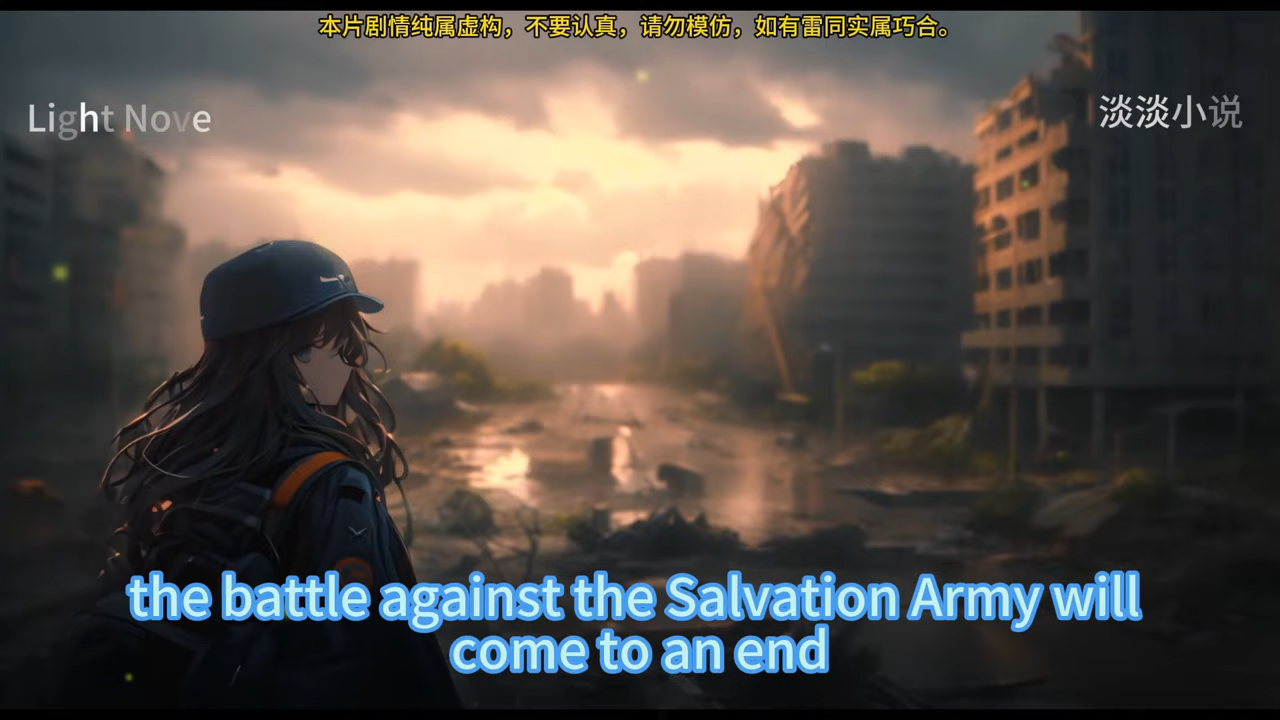 本片剧情纯属虚构，不要认真，请勿模仿，如有雷同实属巧合。
Light Nove
淡淡小说
the battle against the Salvation Army will
come to an end